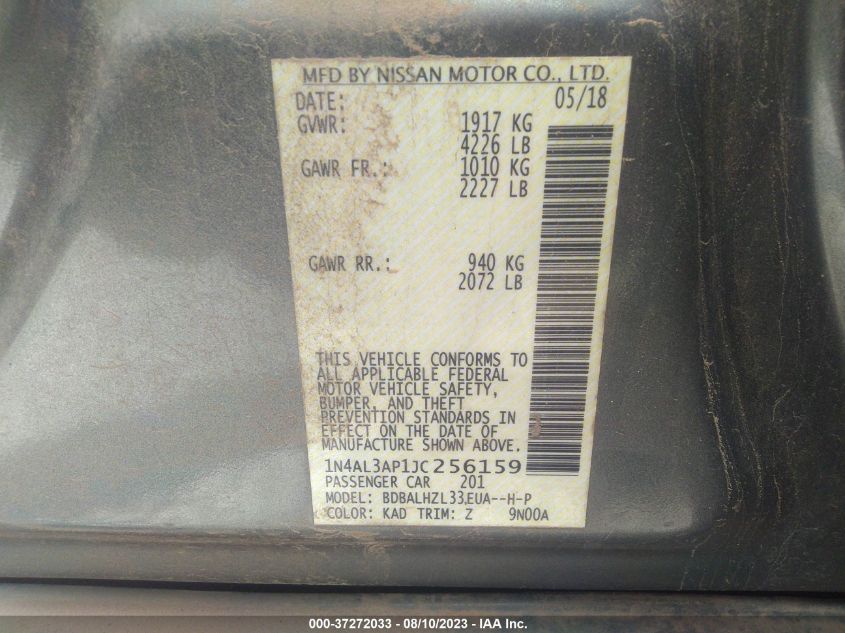 MFD BY NISSAN MOTOR CO., LTD.
DATE: 05/18
GVWR: 1917 KG
4226 LB
GAWR FR.: 1010 KG
2227 LB
GAWR RR.: 940 KG
2072 LB
THIS VEHICLE CONFORMS TO
ALL APPLICABLE FEDERAL
MOTOR VEHICLE SAFETY,
BUMPER, AND THEFT
PREVENTION STANDARDS IN
EFFECT ON THE DATE OF
MANUFACTURE SHOWN ABOVE.
1N4AL3AP1JC256159
PASSENGER CAR 201
MODEL: BDBALHZL33EUA--H-P
COLOR: KAD TRIM: Z 9N00A
000-37272033 - 08/10/2023 - IAA Inc.